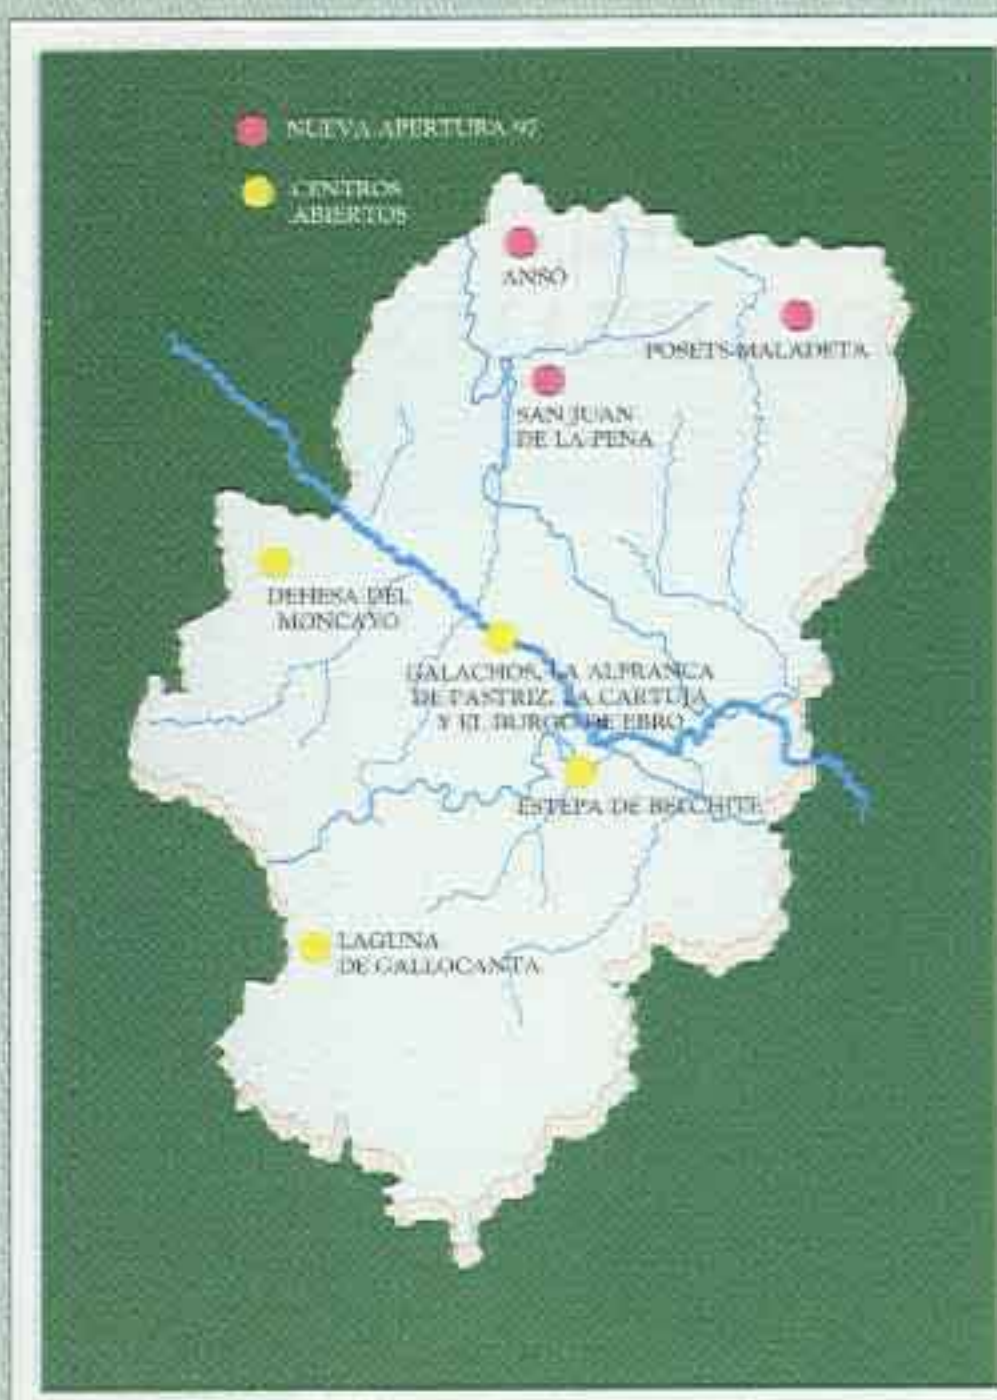 NUEVA APERTURA 97
CENTROS
ABIERTOS
ANSÓ
POSETS-MALADETA
SAN JUAN
DE LA PEÑA
DEHESA DEL
MONCAYO
GALACHOS, LA ALFRANCA
DE PASTRIZ, LA CARTUJA
Y EL BURGO DE EBRO
ESTEPA DE BELCHITE
LAGUNA
DE GALLOCANTA